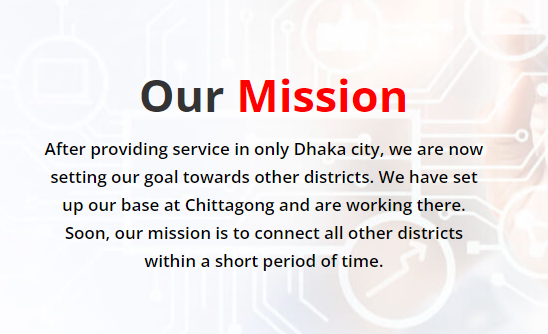 Our Mission
After providing service in only Dhaka city, we are now
setting our goal towards other districts. We have set
up our base at Chittagong and are working there.
Soon, our mission is to connect all other districts
within a short period of time.